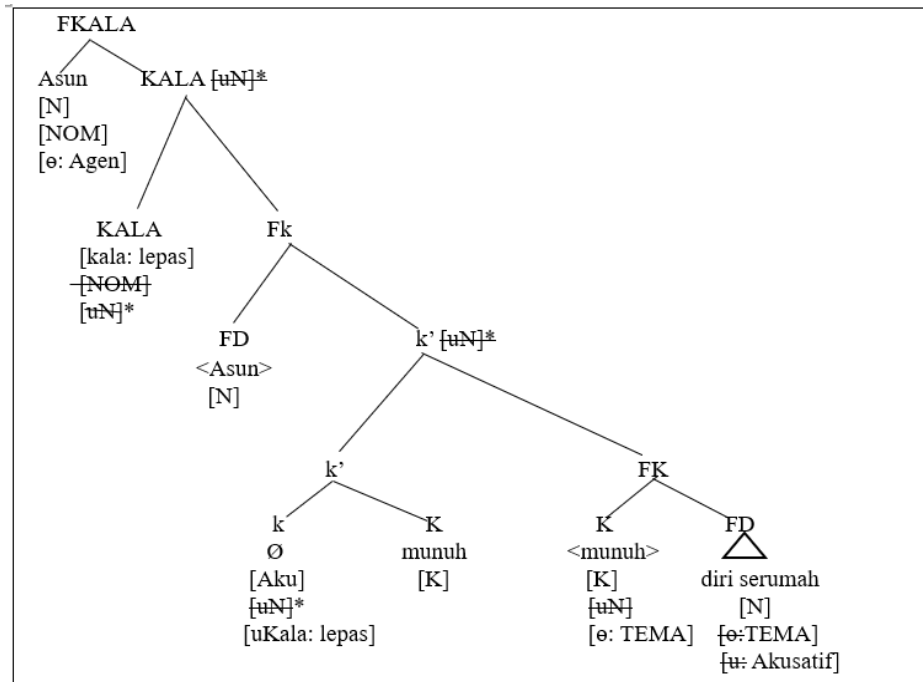 FKALA
Asun KALA [uN]*
[N]
[NOM]
[ɵ: Agen]
KALA Fk
[kala: lepas]
[NOM]
[uN]*
FD k’ [uN]*
<Asun>
[N]
k’ FK
k K K FD
Ø munuh <munuh>
[Aku] [K] [K] diri serumah
[uN]* [uN] [N]
[uKala: lepas] [ɵ: TEMA] [ɵ:TEMA]
[u: Akusatif]